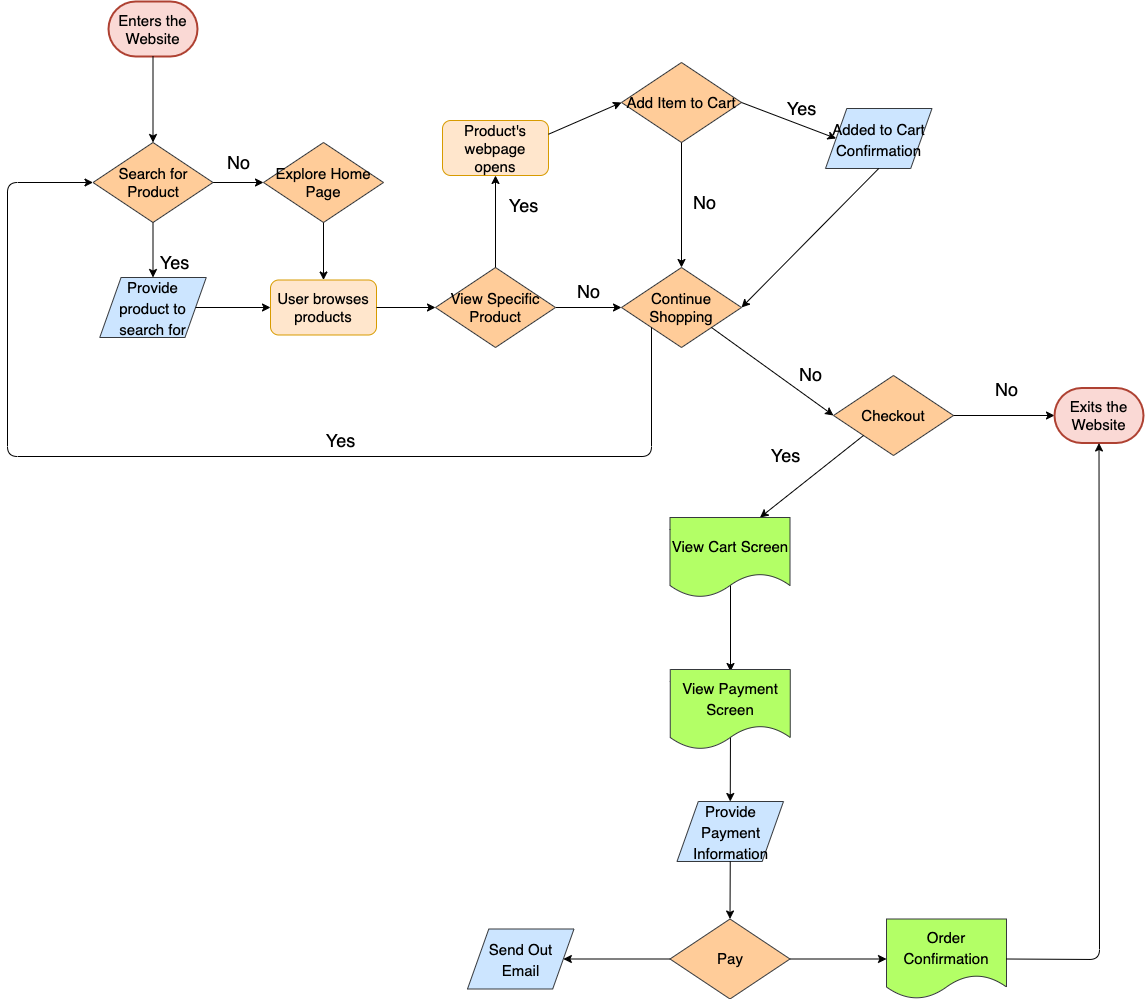 Enters the
Website
Search for
Product
No
Explore Home
Page
Yes
Provide
product to
search for
User browses
products
View Specific
Product
Yes
Product's
webpage
opens
Add Item to Cart
Yes
Added to Cart
Confirmation
No
No
Continue
Shopping
Yes
No
Checkout
No
Exits the
Website
Yes
View Cart Screen
View Payment
Screen
Provide
Payment
Information
Pay
Send Out
Email
Order
Confirmation